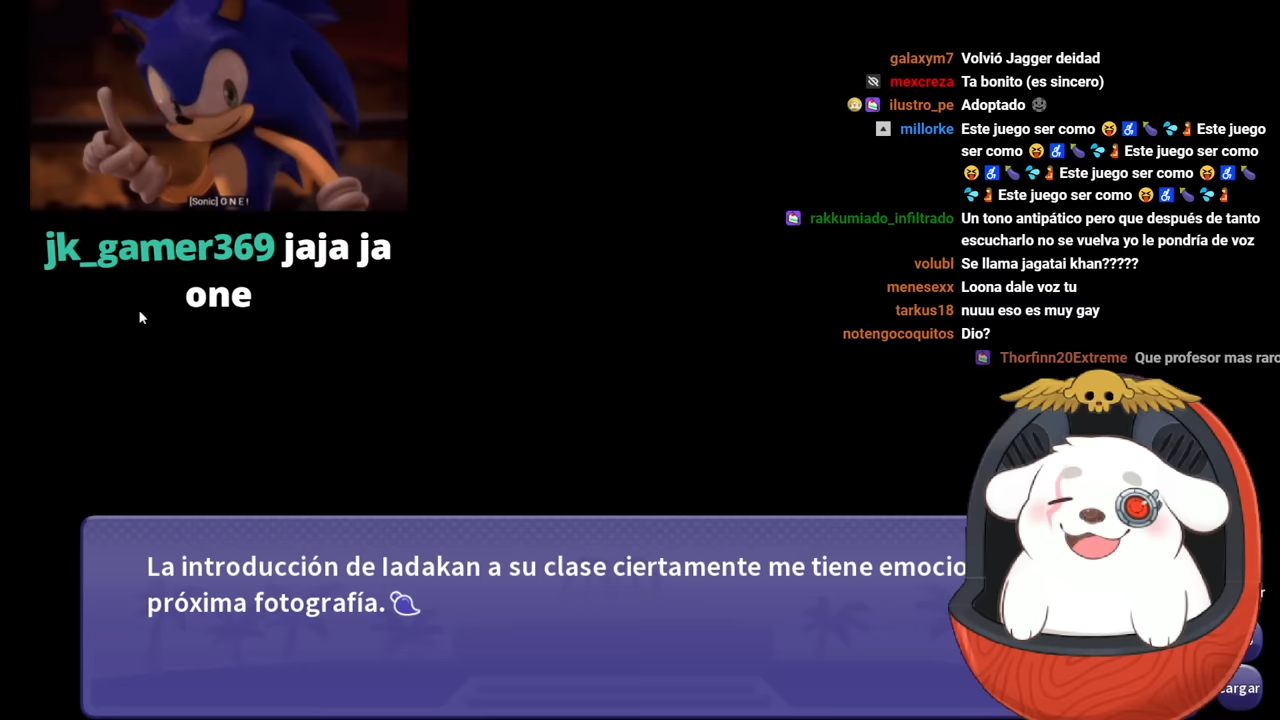 [Sonic] O N E !
jk_gamer369 jaja ja
one
galaxym7 Volvió Jagger deidad
mexcreza Ta bonito (es sincero)
ilustro_pe Adoptado
millorke Este juego ser como 😝♿🍆💦🧜 Este juego
ser como 😝♿🍆💦 Este juego ser como
😝♿🍆💦 Este juego ser como 😝♿🍆
💦 Este juego ser como 😝♿🍆💦
rakkumiado_infiltrado Un tono antipático pero que después de tanto
escucharlo no se vuelva yo le pondría de voz
volubl Se llama jagatai khan?????
menesexx Loona dale voz tu
tarkus18 nuuu eso es muy gay
notengocoquitos Dio?
Thorfinn20Extreme Que profesor mas raro
La introducción de Iadakan a su clase ciertamente me tiene emocio
próxima fotografía.
cargar